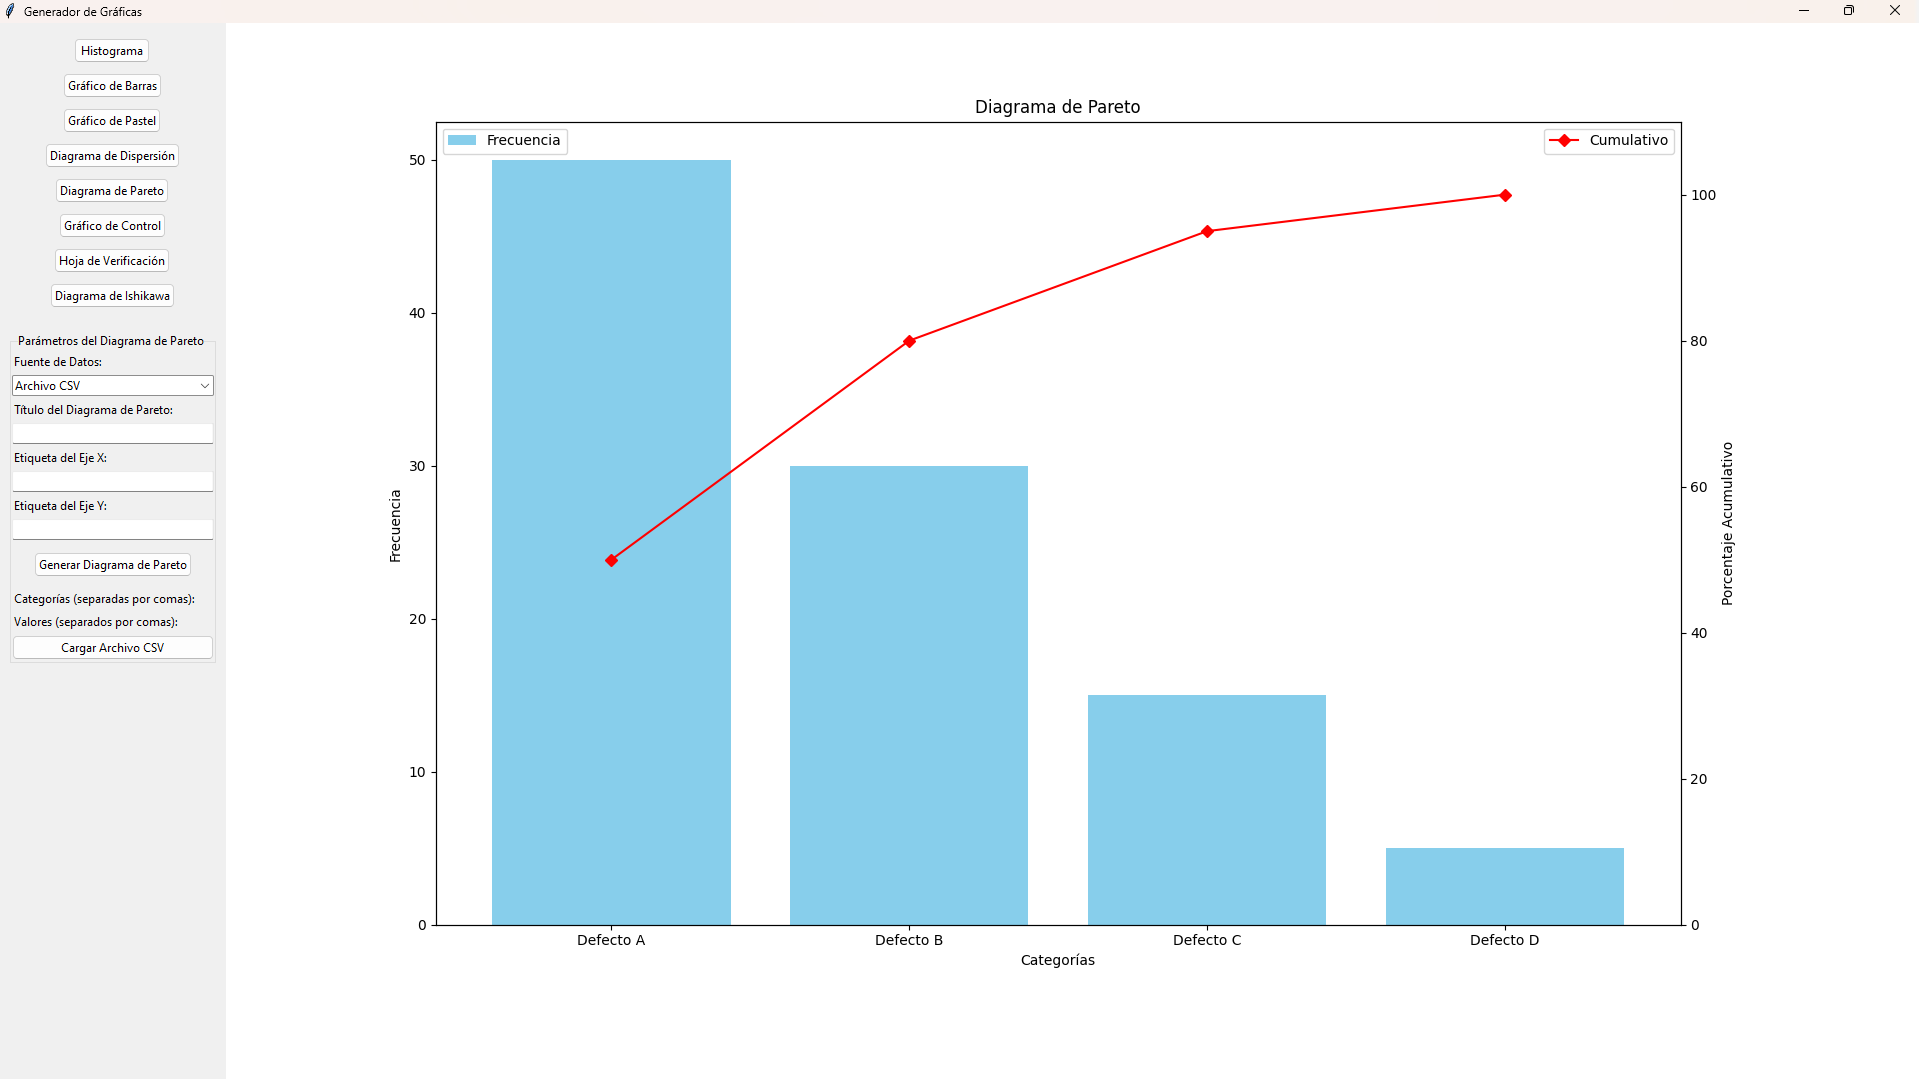 Generador de Gráficas
Histograma
Gráfico de Barras
Gráfico de Pastel
Diagrama de Dispersión
Diagrama de Pareto
Gráfico de Control
Hoja de Verificación
Diagrama de Ishikawa
Parámetros del Diagrama de Pareto
Fuente de Datos:
Archivo CSV
Título del Diagrama de Pareto:
Etiqueta del Eje X:
Etiqueta del Eje Y:
Generar Diagrama de Pareto
Categorías (separadas por comas):
Valores (separados por comas):
Cargar Archivo CSV
Diagrama de Pareto
Frecuencia
Cumulativo
50
40
30
20
10
0
Frecuencia
100
80
60
40
20
0
Porcentaje Acumulativo
Defecto A
Defecto B
Defecto C
Defecto D
Categorías